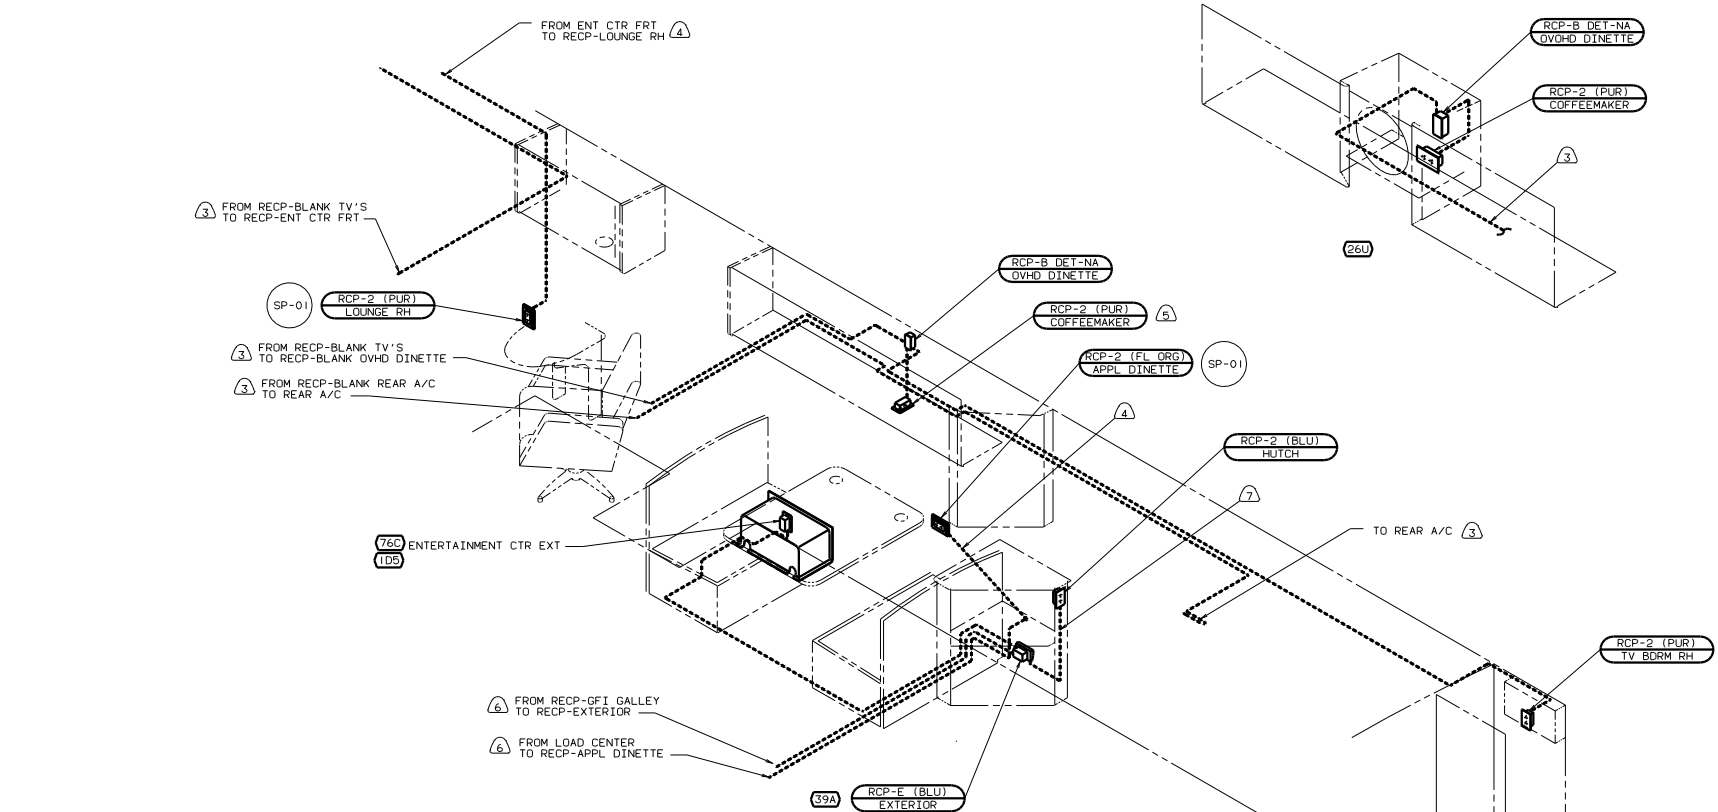 FROM ENT CTR FRT
TO RECP-LOUNGE RH 4
RCP-B DET-NA
OVOHD DINETTE
RCP-2 (PUR)
COFFEEMAKER
3
3 FROM RECP-BLANK TV'S
TO RECP-ENT CTR FRT
26U
RCP-B DET-NA
OVHD DINETTE
SP-01
RCP-2 (PUR)
LOUNGE RH
RCP-2 (PUR)
COFFEEMAKER
5
3 FROM RECP-BLANK TV'S
TO RECP-BLANK OVHD DINETTE
RCP-2 (FL ORG)
APPL DINETTE
SP-01
3 FROM RECP-BLANK REAR A/C
TO REAR A/C
4
RCP-2 (BLU)
HUTCH
7
76C ENTERTAINMENT CTR EXT
1D5
TO REAR A/C 3
RCP-2 (PUR)
TV BDRM RH
6 FROM RECP-GFI GALLEY
TO RECP-EXTERIOR
6 FROM LOAD CENTER
TO RECP-APPL DINETTE
39A
RCP-E (BLU)
EXTERIOR